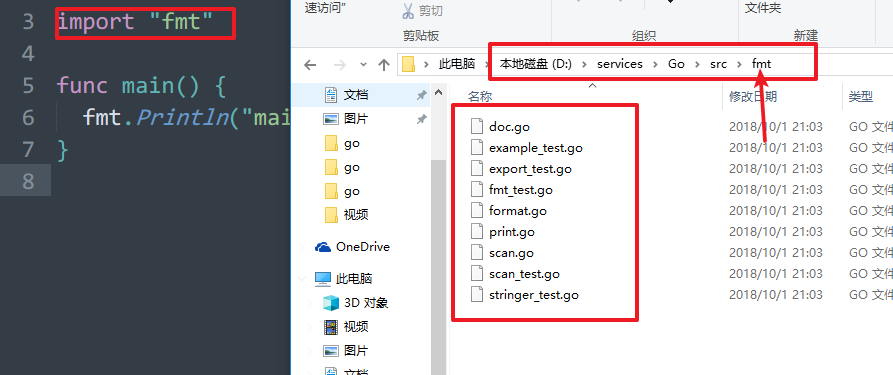 3 import "fmt"
4
5 func main() {
6 fmt.Println("mai
7 }
8
速访问"
剪切
文件夹
剪贴板
组织
新建
此电脑 本地磁盘 (D:) services Go src fmt
文档
图片
go
go
go
视频
OneDrive
此电脑
3D 对象
视频
图片
文档
名称 修改日期 类型
doc.go 2018/10/1 21:03 GO 文件
example_test.go 2018/10/1 21:03 GO 文件
export_test.go 2018/10/1 21:03 GO 文件
fmt_test.go 2018/10/1 21:03 GO 文件
format.go 2018/10/1 21:03 GO 文件
print.go 2018/10/1 21:03 GO 文件
scan.go 2018/10/1 21:03 GO 文件
scan_test.go 2018/10/1 21:03 GO 文件
stringer_test.go 2018/10/1 21:03 GO 文件